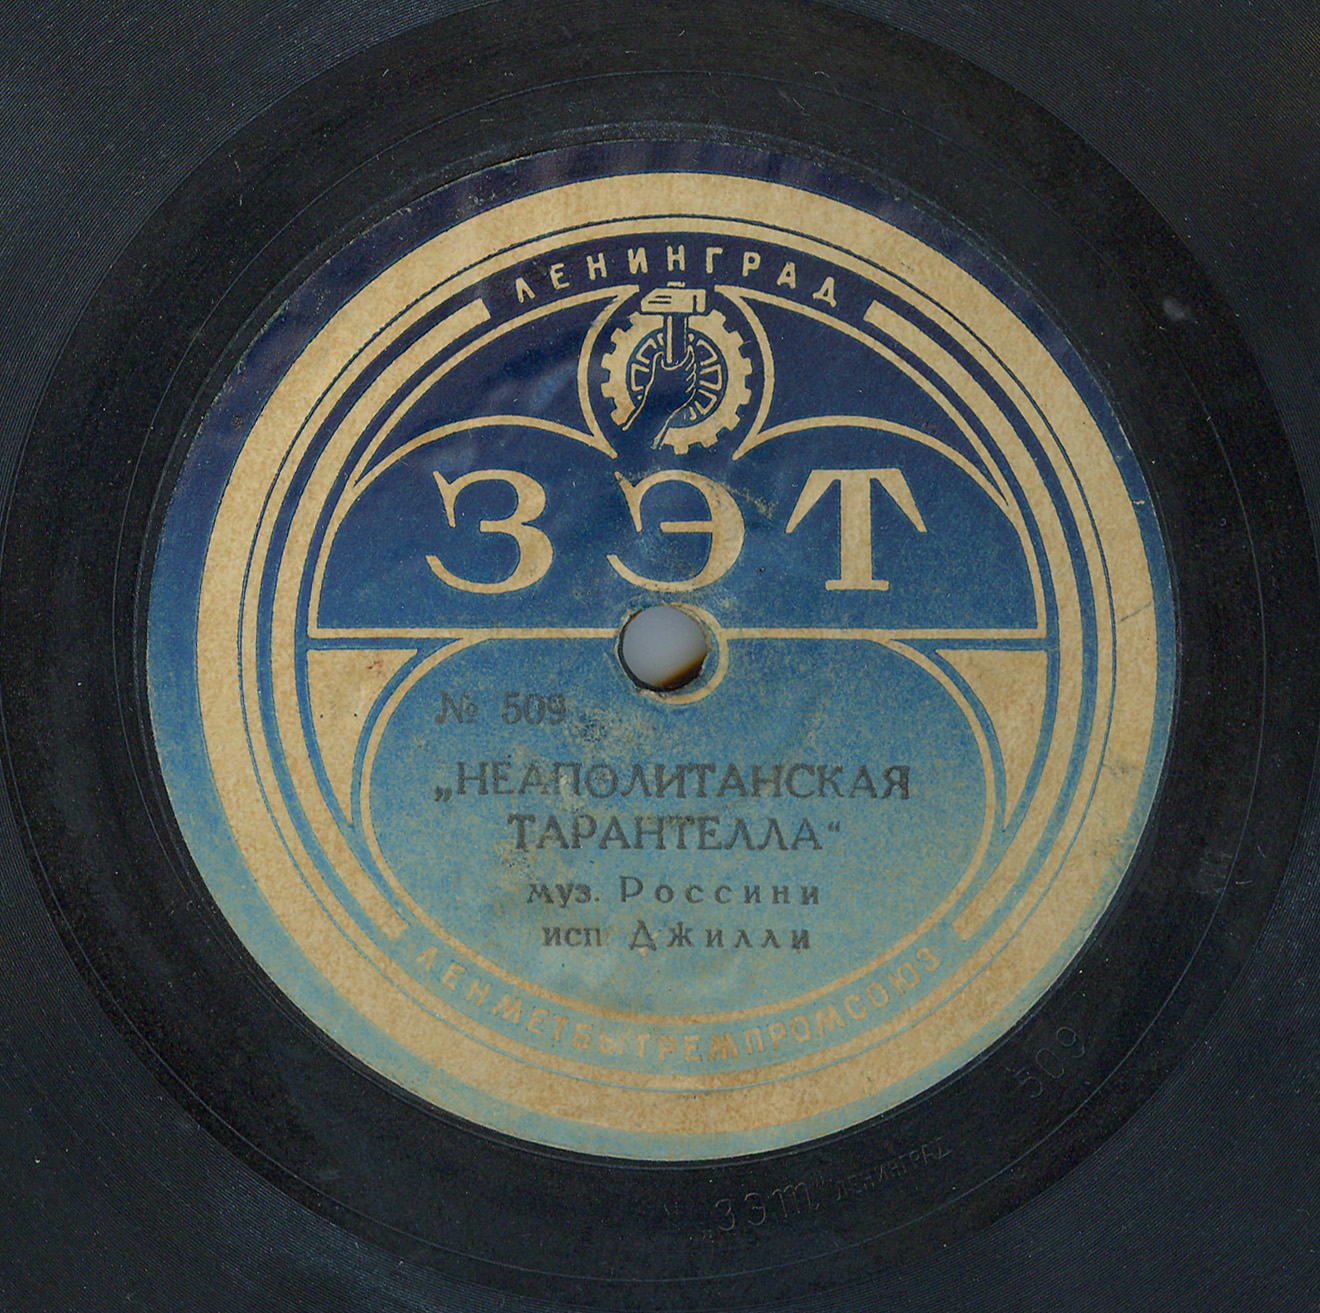 ЛЕНИНГРАД
ЗЭТ
№ 509
„НЕАПОЛИТАНСКАЯ
ТАРАНТЕЛЛА“
муз. Россини
исп Джилли
ЛЕНМЕТБЫТРЕМПРОМСОЮЗ
509
„ЗЭТ“ ЛЕНИНГРАД